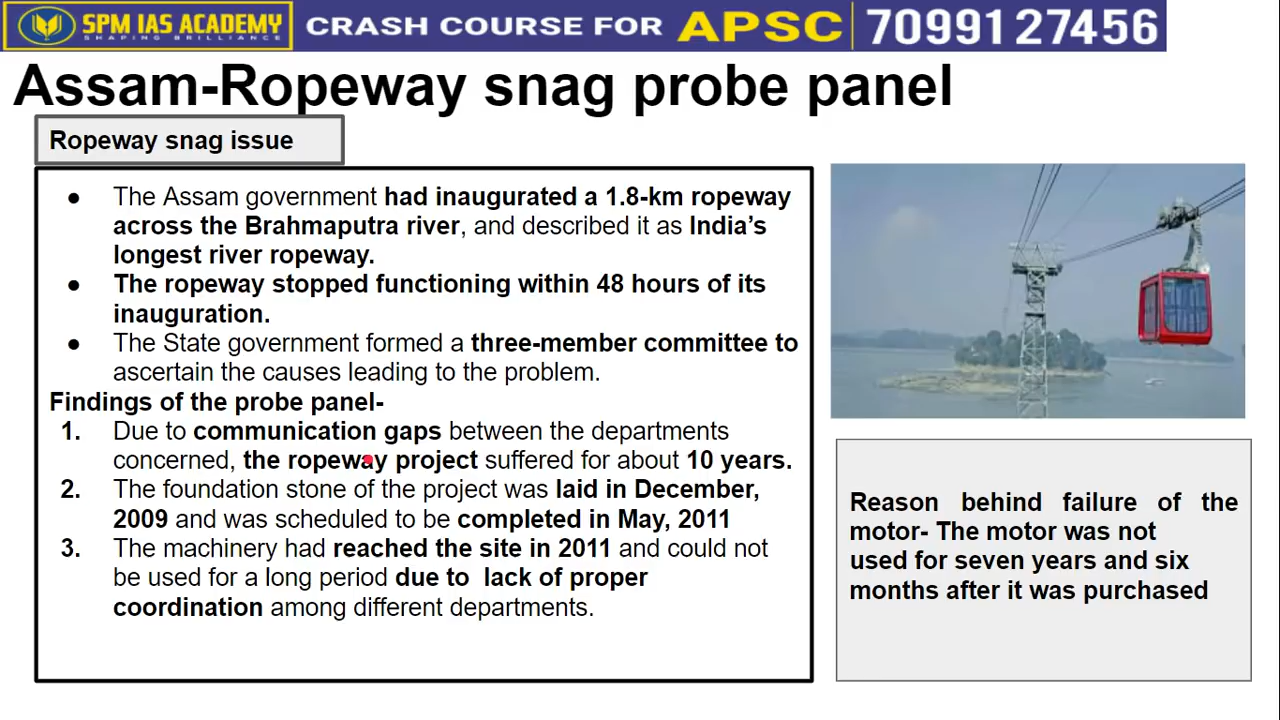 SPM IAS ACADEMY
SHAPING BRILLIANCE
CRASH COURSE FOR APSC 70991 27456
Assam-Ropeway snag probe panel
Ropeway snag issue
● The Assam government had inaugurated a 1.8-km ropeway
across the Brahmaputra river, and described it as India's
longest river ropeway.
● The ropeway stopped functioning within 48 hours of its
inauguration.
● The State government formed a three-member committee to
ascertain the causes leading to the problem.
Findings of the probe panel-
1. Due to communication gaps between the departments
concerned, the ropeway project suffered for about 10 years.
2. The foundation stone of the project was laid in December,
2009 and was scheduled to be completed in May, 2011
3. The machinery had reached the site in 2011 and could not
be used for a long period due to lack of proper
coordination among different departments.
Reason behind failure of the
motor- The motor was not
used for seven years and six
months after it was purchased